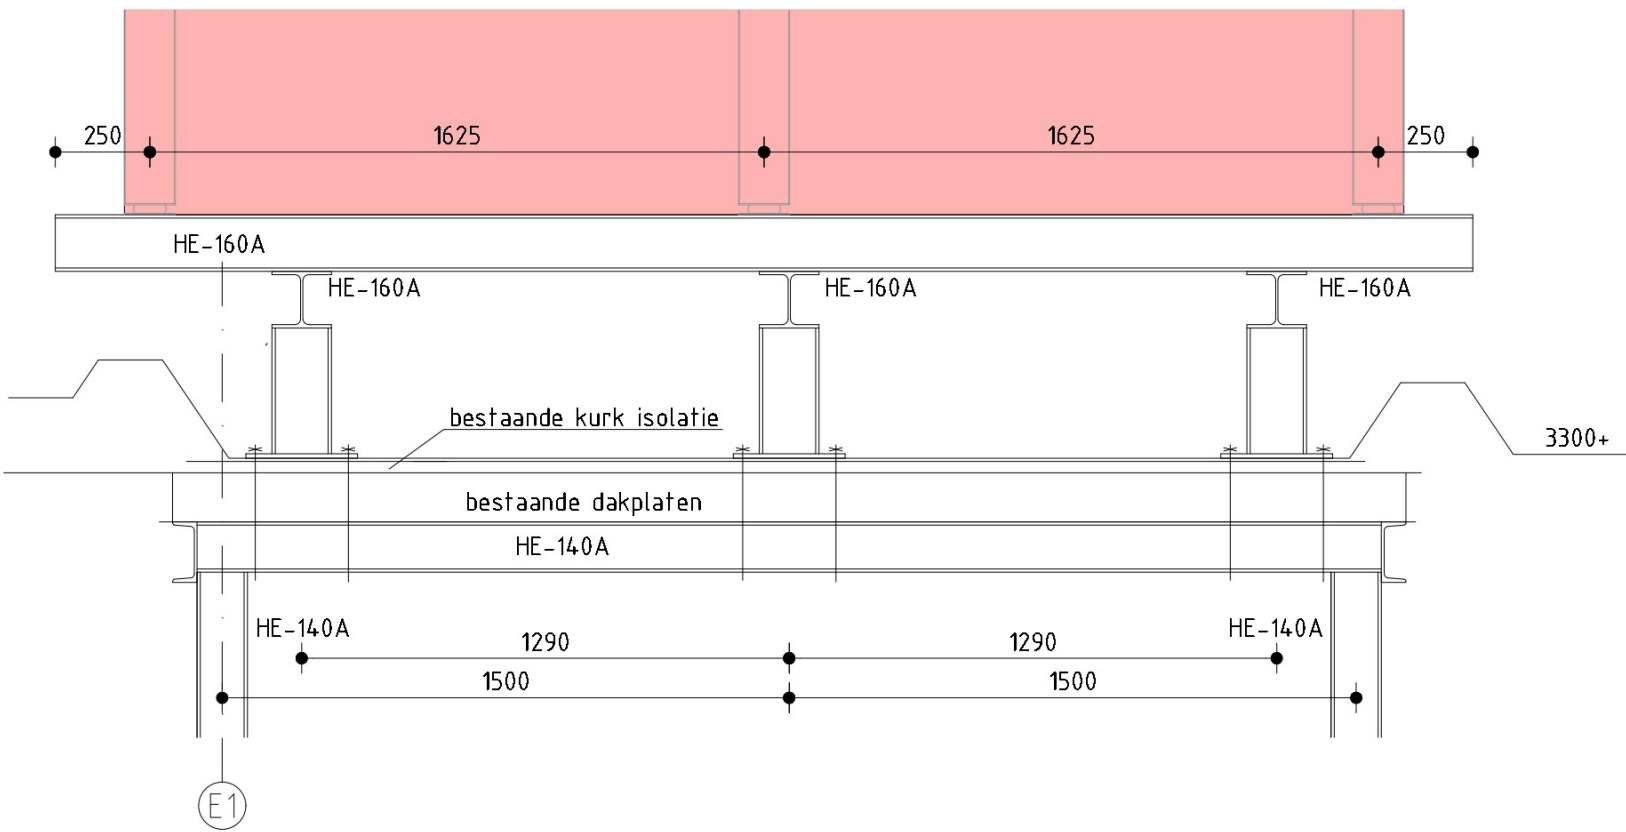 250
1625
1625
250
HE-160A
HE-160A
HE-160A
HE-160A
bestaande kurk isolatie
3300+
bestaande dakplaten
HE-140A
HE-140A
HE-140A
1290
1290
1500
1500
E1